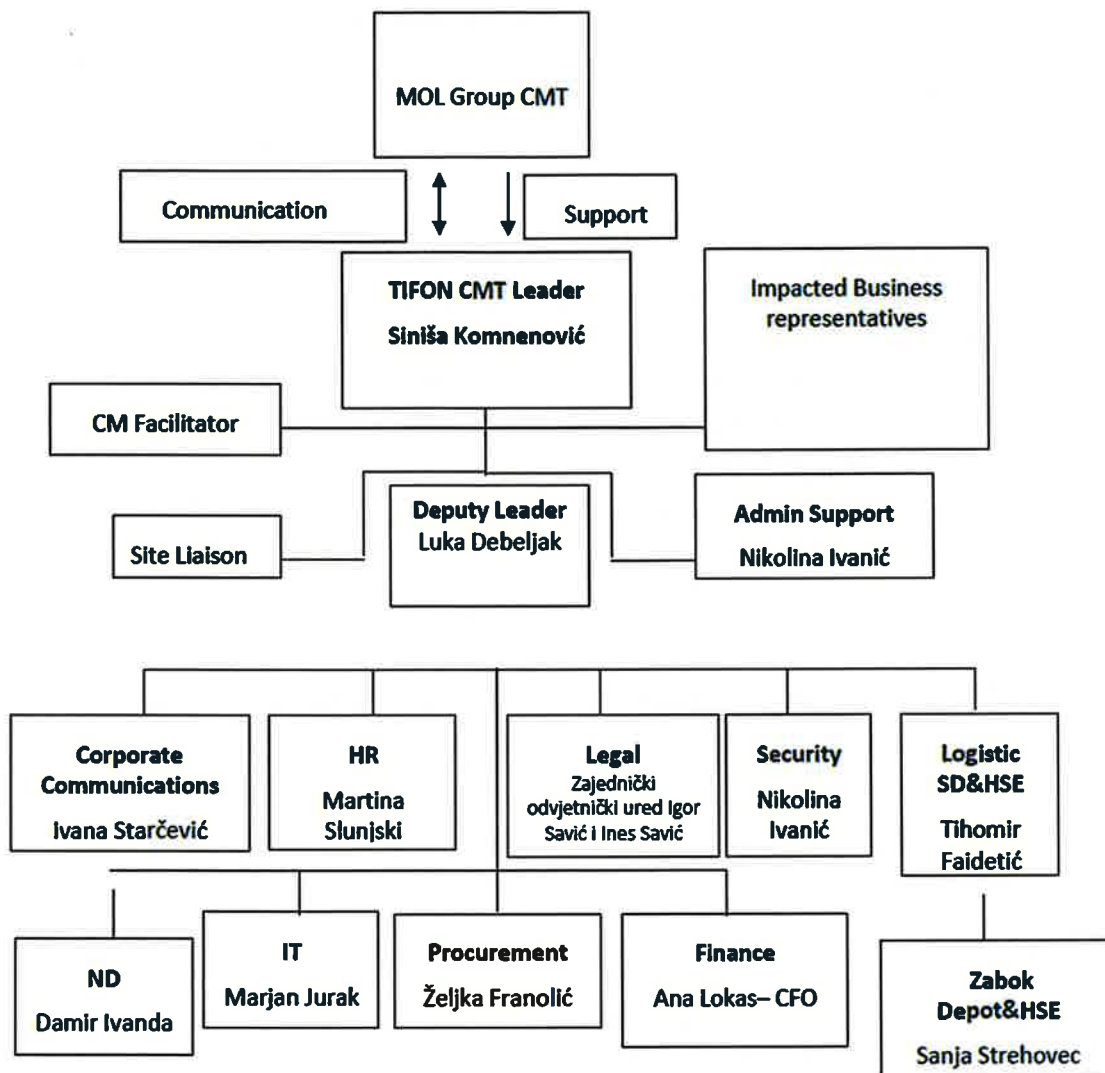 MOL Group CMT
Communication
Support
TIFON CMT Leader
Siniša Komnenović
Impacted Business
representatives
CM Facilitator
Deputy Leader
Luka Debeljak
Admin Support
Nikolina Ivanić
Site Liaison
Corporate
Communications
Ivana Starčević
HR
Martina
Slunjski
Legal
Zajednički
odvjetnički ured Igor
Savić i Ines Savić
Security
Nikolina
Ivanić
Logistic
SD&HSE
Tihomir
Faidetić
ND
Damir Ivanda
IT
Marjan Jurak
Procurement
Željka Franolić
Finance
Ana Lokas– CFO
Zabok
Depot&HSE
Sanja Strehovec